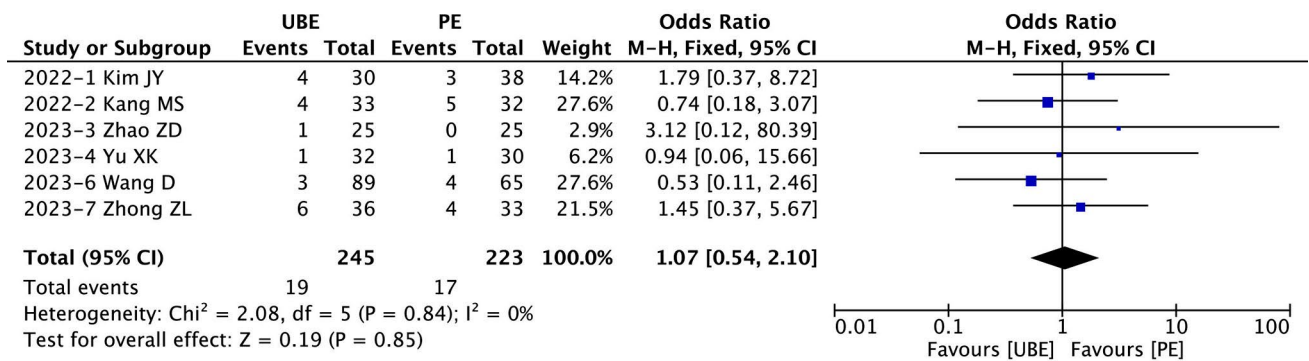 UBE PE Odds Ratio Odds Ratio
Study or Subgroup Events Total Events Total Weight M-H, Fixed, 95% CI M-H, Fixed, 95% CI
2022-1 Kim JY 4 30 3 38 14.2% 1.79 [0.37, 8.72]
2022-2 Kang MS 4 33 5 32 27.6% 0.74 [0.18, 3.07]
2023-3 Zhao ZD 1 25 0 25 2.9% 3.12 [0.12, 80.39]
2023-4 Yu XK 1 32 1 30 6.2% 0.94 [0.06, 15.66]
2023-6 Wang D 3 89 4 65 27.6% 0.53 [0.11, 2.46]
2023-7 Zhong ZL 6 36 4 33 21.5% 1.45 [0.37, 5.67]
Total (95% CI) 245 223 100.0% 1.07 [0.54, 2.10]
Total events 19 17
Heterogeneity: Chi² = 2.08, df = 5 (P = 0.84); I² = 0%
Test for overall effect: Z = 0.19 (P = 0.85)
0.01 0.1 1 10 100
Favours [UBE] Favours [PE]